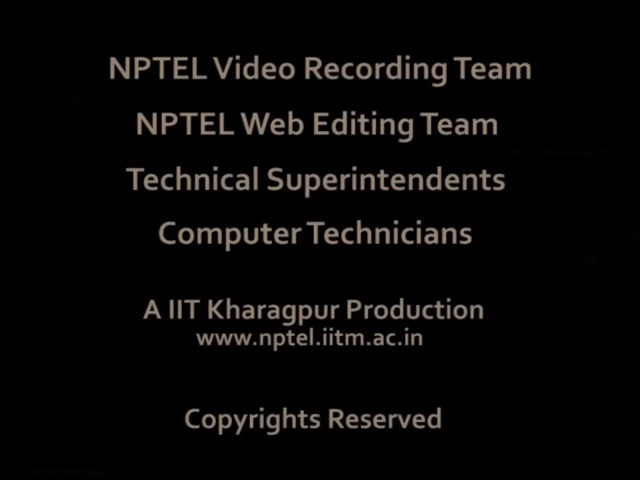 NPTEL Video Recording Team
NPTEL Web Editing Team
Technical Superintendents
Computer Technicians
A IIT Kharagpur Production
www.nptel.iitm.ac.in
Copyrights Reserved